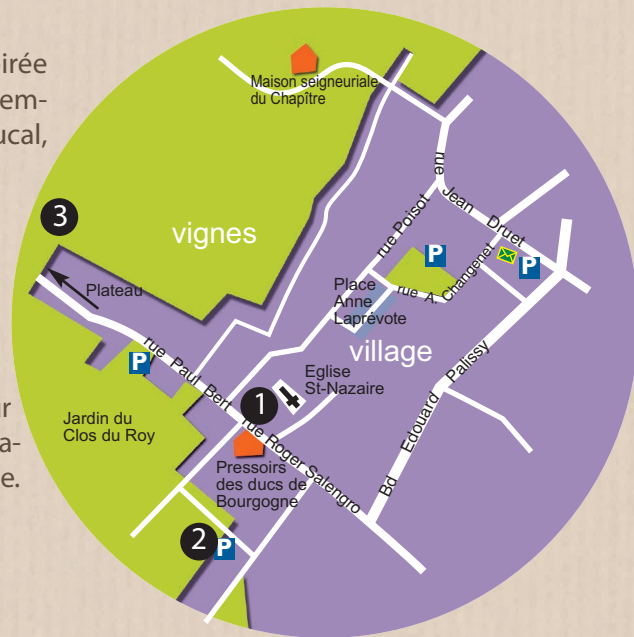 irée
em-
ucal,
ur
a-
e.
Maison seigneuriale
du Chapître
3
vignes
Plateau
rue Jean Druet
rue Poisot
P
P
rue A. Changenet
Place
Anne
Laprévote
village
Eglise
St-Nazaire
rue Paul Bert
P
1
Jardin du
Clos du Roy
rue Roger Salengro
Bd Edouard Palissy
Pressoirs
des ducs de
Bourgogne
2
P